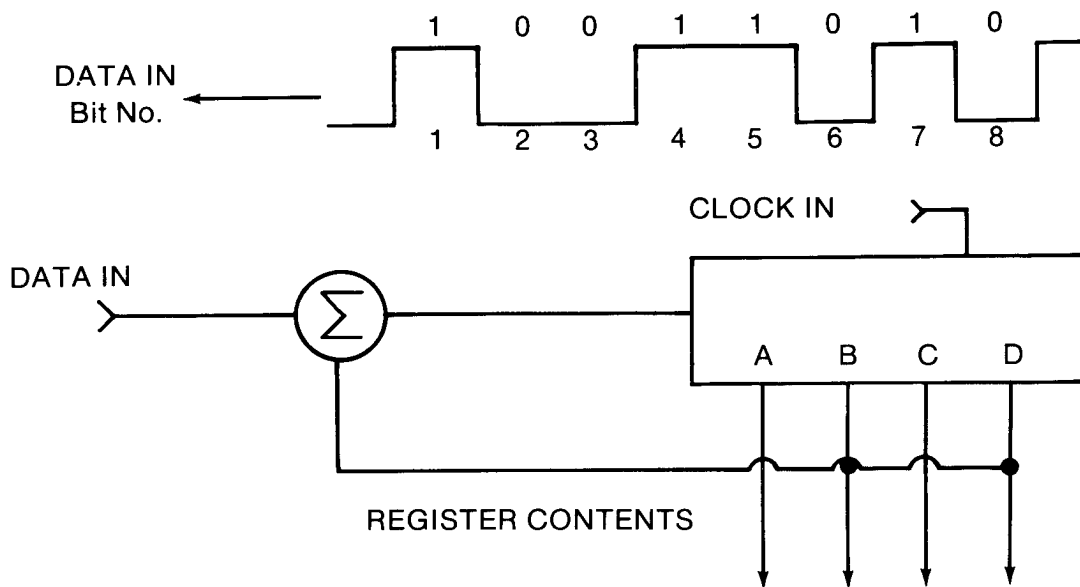 1 0 0 1 1 0 1 0
DATA IN
Bit No.
1 2 3 4 5 6 7 8
CLOCK IN
DATA IN
Σ
A B C D
REGISTER CONTENTS